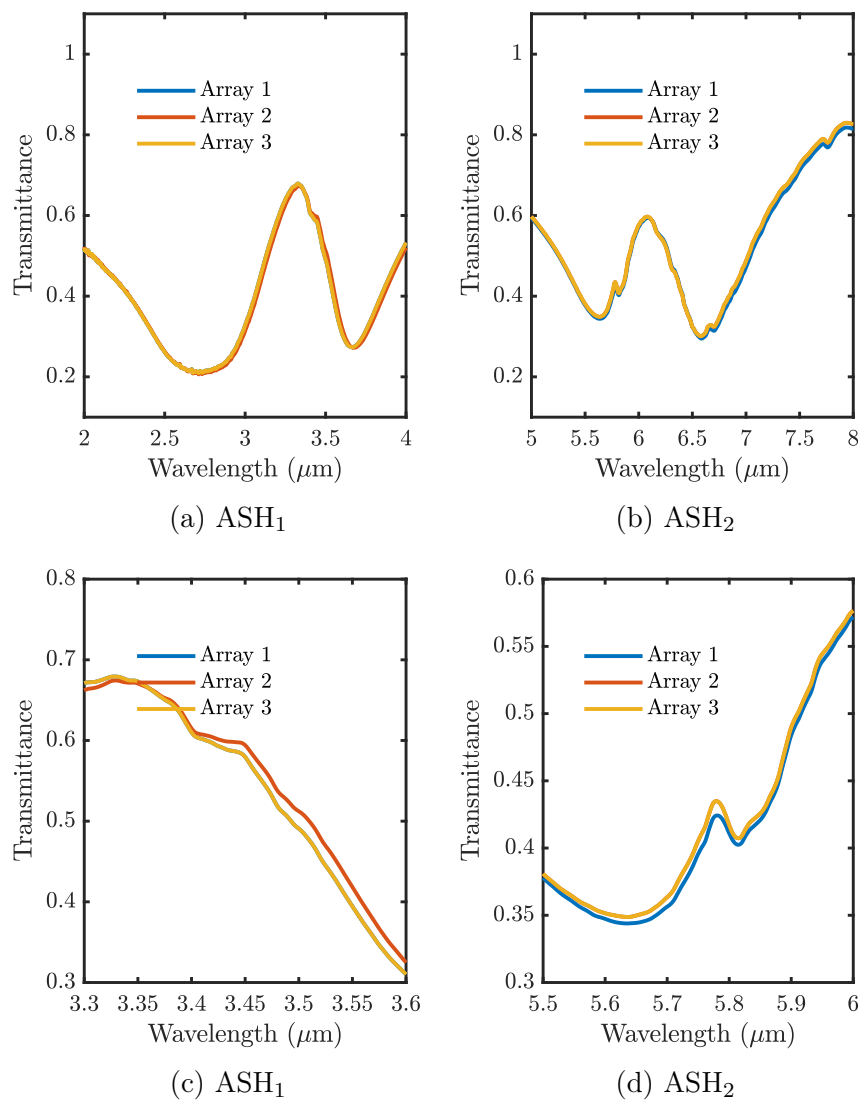 1
0.8
0.6
0.4
0.2
Transmittance
Array 1
Array 2
Array 3
2 2.5 3 3.5 4
Wavelength (μm)
(a) ASH₁
1
0.8
0.6
0.4
0.2
Transmittance
Array 1
Array 2
Array 3
5 5.5 6 6.5 7 7.5 8
Wavelength (μm)
(b) ASH₂
0.8
0.7
0.6
0.5
0.4
0.3
Transmittance
Array 1
Array 2
Array 3
3.3 3.35 3.4 3.45 3.5 3.55 3.6
Wavelength (μm)
(c) ASH₁
0.6
0.55
0.5
0.45
0.4
0.35
0.3
Transmittance
Array 1
Array 2
Array 3
5.5 5.6 5.7 5.8 5.9 6
Wavelength (μm)
(d) ASH₂